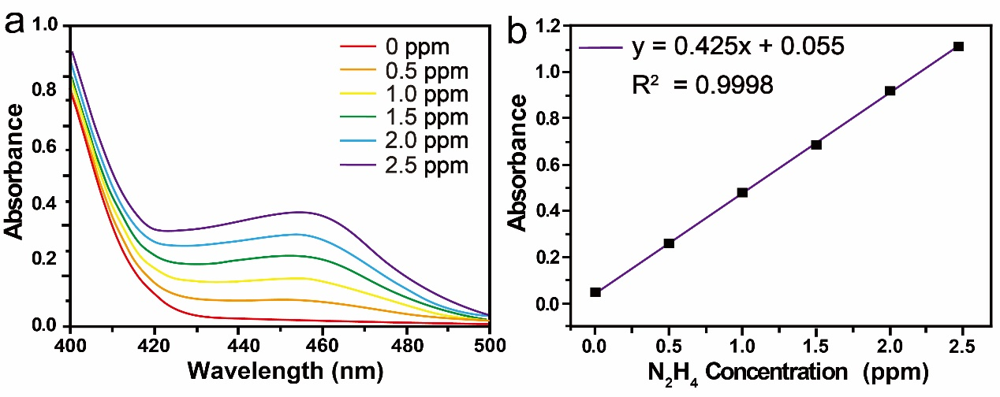 a
1.0
0.8
0.6
0.4
0.2
0.0
Absorbance
0 ppm
0.5 ppm
1.0 ppm
1.5 ppm
2.0 ppm
2.5 ppm
400 420 440 460 480 500
Wavelength (nm)
b
1.2
1.0
0.8
0.6
0.4
0.2
0.0
Absorbance
y = 0.425x + 0.055
R² = 0.9998
0.0 0.5 1.0 1.5 2.0 2.5
N₂H₄ Concentration (ppm)